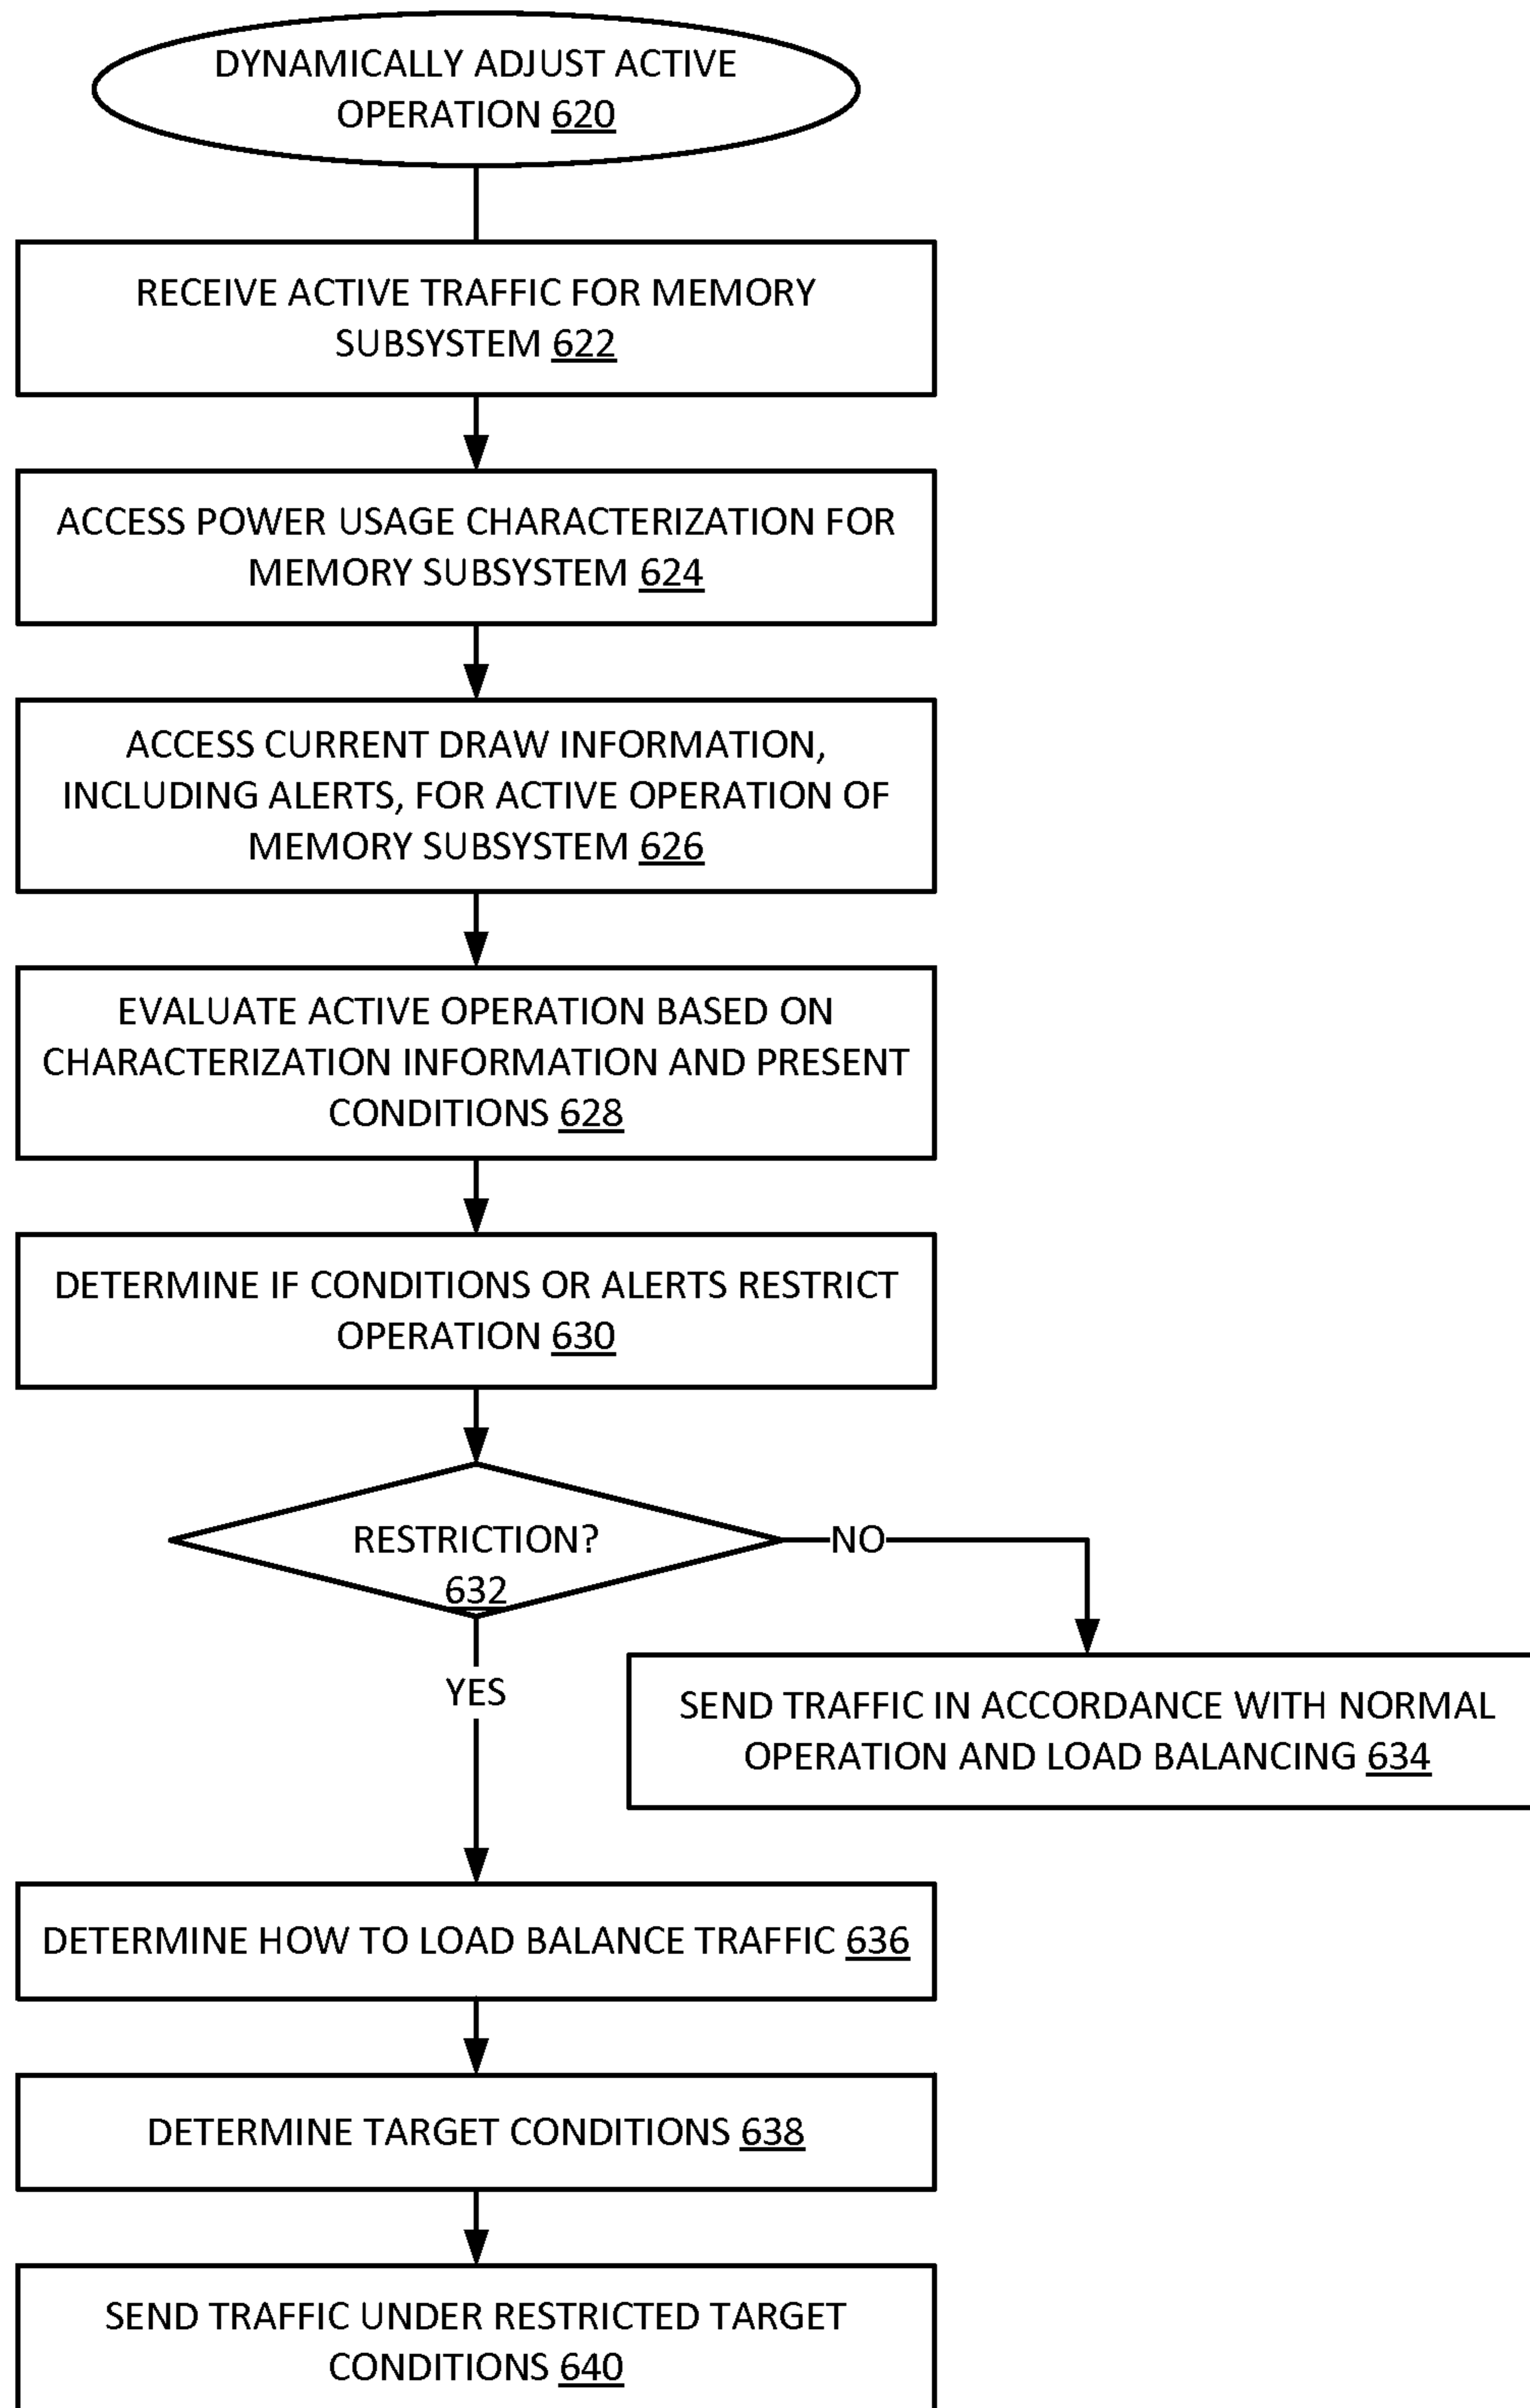 DYNAMICALLY ADJUST ACTIVE
OPERATION 620
RECEIVE ACTIVE TRAFFIC FOR MEMORY
SUBSYSTEM 622
ACCESS POWER USAGE CHARACTERIZATION FOR
MEMORY SUBSYSTEM 624
ACCESS CURRENT DRAW INFORMATION,
INCLUDING ALERTS, FOR ACTIVE OPERATION OF
MEMORY SUBSYSTEM 626
EVALUATE ACTIVE OPERATION BASED ON
CHARACTERIZATION INFORMATION AND PRESENT
CONDITIONS 628
DETERMINE IF CONDITIONS OR ALERTS RESTRICT
OPERATION 630
RESTRICTION?
632
NO
YES
SEND TRAFFIC IN ACCORDANCE WITH NORMAL
OPERATION AND LOAD BALANCING 634
DETERMINE HOW TO LOAD BALANCE TRAFFIC 636
DETERMINE TARGET CONDITIONS 638
SEND TRAFFIC UNDER RESTRICTED TARGET
CONDITIONS 640